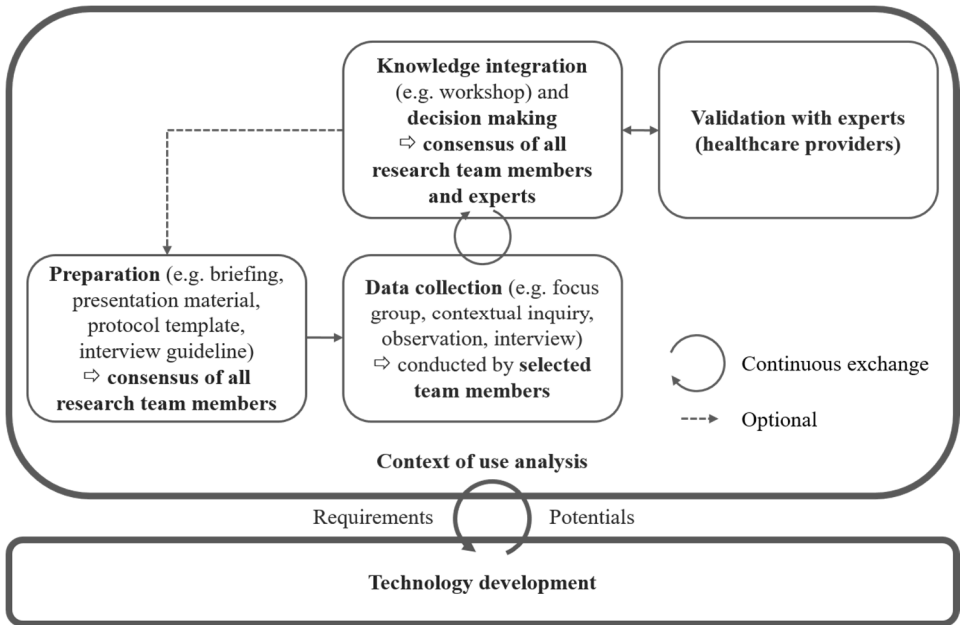 Knowledge integration
(e.g. workshop) and
decision making
⇨ consensus of all
research team members
and experts
Validation with experts
(healthcare providers)
Preparation (e.g. briefing,
presentation material,
protocol template,
interview guideline)
⇨ consensus of all
research team members
Data collection (e.g. focus
group, contextual inquiry,
observation, interview)
⇨ conducted by selected
team members
Continuous exchange
Optional
Context of use analysis
Requirements
Potentials
Technology development